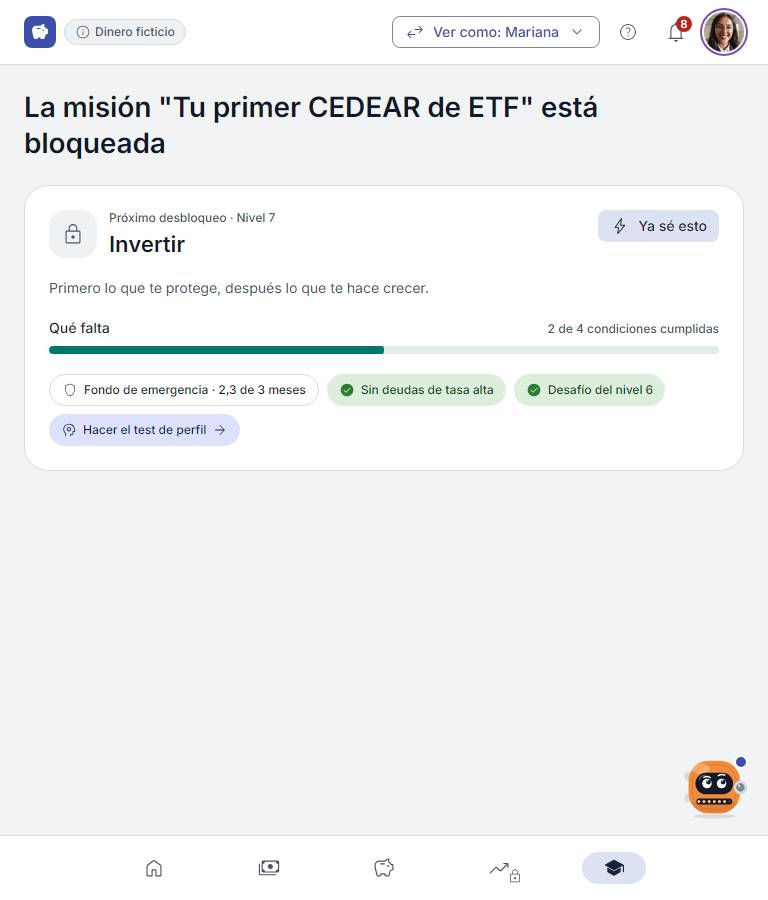 Dinero ficticio
Ver como: Mariana
8
La misión "Tu primer CEDEAR de ETF" está
bloqueada
Próximo desbloqueo · Nivel 7
Invertir
Ya sé esto
Primero lo que te protege, después lo que te hace crecer.
Qué falta
2 de 4 condiciones cumplidas
Fondo de emergencia · 2,3 de 3 meses
Sin deudas de tasa alta
Desafío del nivel 6
Hacer el test de perfil